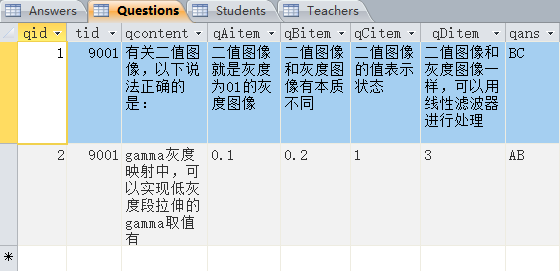 Answers Questions Students Teachers
qid tid qcontent qAitem qBitem qCitem qDitem qans
1 9001 有关二值图 二值图像 二值图像 二值图像 二值图像和 BC
像，以下说 就是灰度 和灰度图 的值表示 灰度图像一
法正确的 为01的灰 像有本质 状态 样，可以用
是： 度图像 不同 线性滤波器
进行处理
2 9001 gamma灰度 0.1 0.2 1 3 AB
映射中，可
以实现低灰
度段拉伸的
gamma取值
有